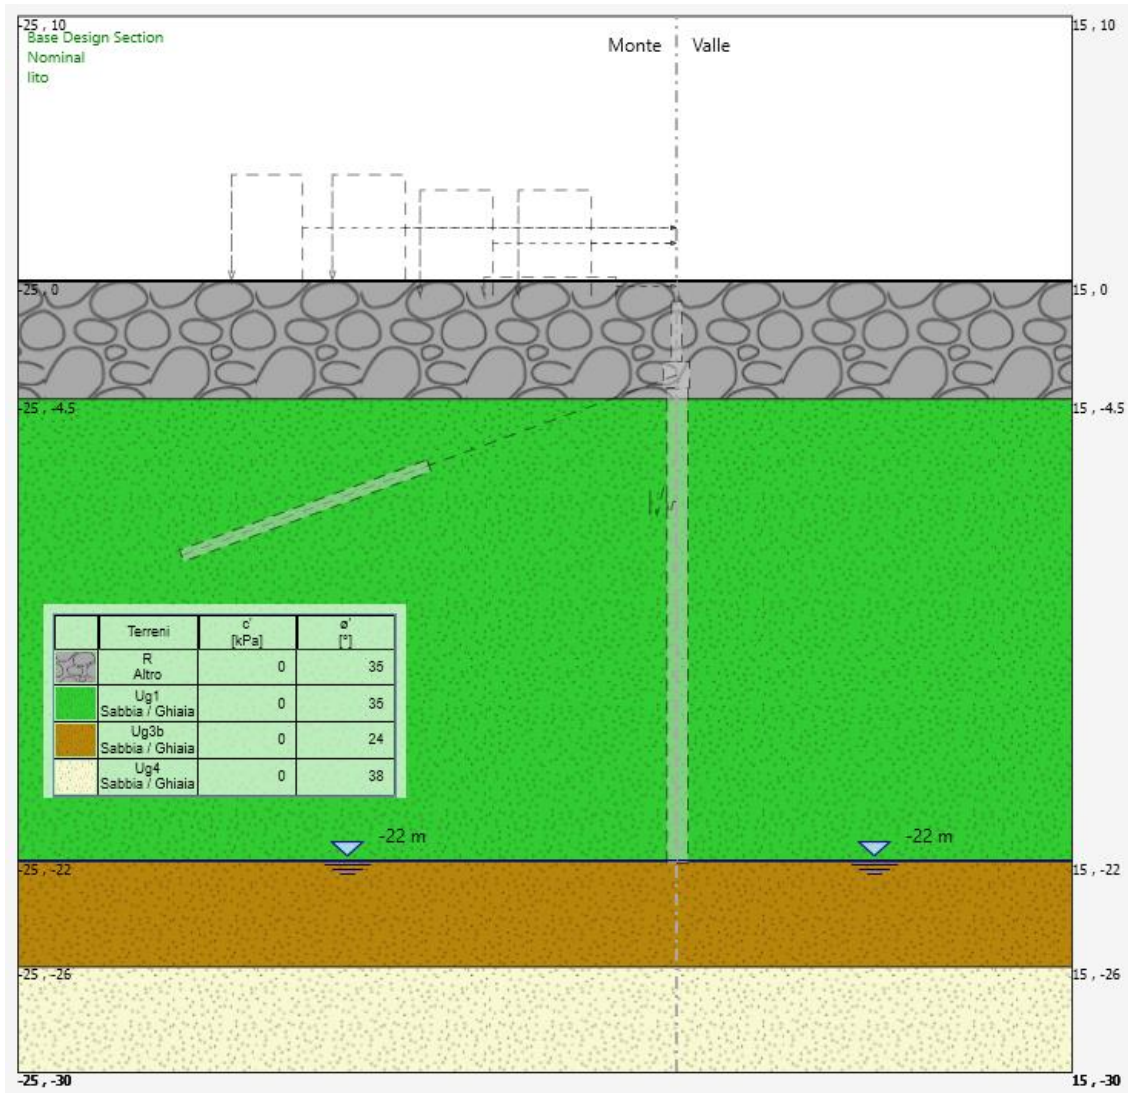 -25 , 10
15 , 10
Base Design Section
Nominal
lito
Monte
Valle
-25 , 0
15 , 0
-25 , -4.5
15 , -4.5
Terreni
c'
[kPa]
ø'
[°]
R
Altro
0
35
Ug1
Sabbia / Ghiaia
0
35
Ug3b
Sabbia / Ghiaia
0
24
Ug4
Sabbia / Ghiaia
0
38
-22 m
-22 m
-25 , -22
15 , -22
-25 , -26
15 , -26
-25 , -30
15 , -30